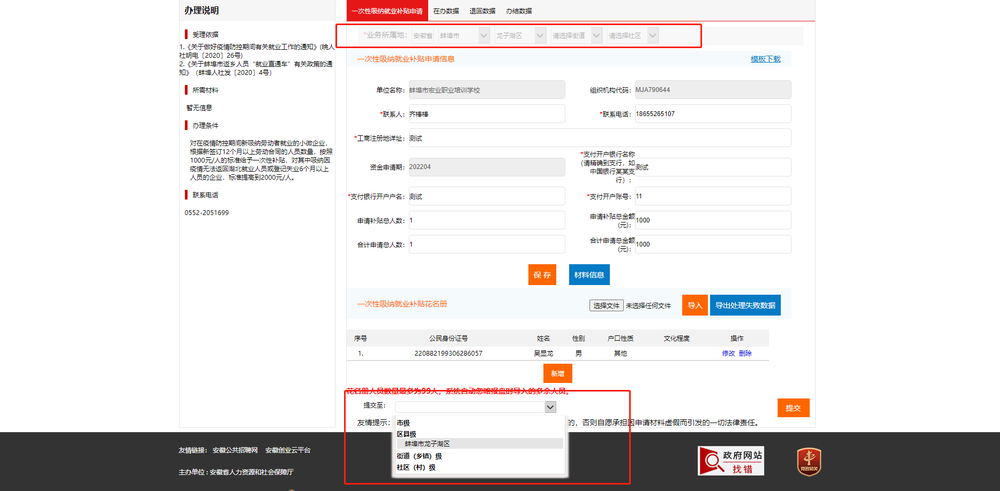 办理说明
受理依据
1.《关于做好疫情防控期间有关就业工作的通知》(皖人
社明电〔2020〕26号)
2.《关于蚌埠市返乡人员“就业直通车”有关政策的通
知》（蚌埠人社发〔2020〕4号）
所需材料
暂无信息
办理条件
对在疫情防控期间新吸纳劳动者就业的小微企业，
根据新签订12个月以上劳动合同的人员数量，按照
1000元/人的标准给予一次性补贴，对其中吸纳因
疫情无法返回湖北就业人员或登记失业6个月以上
人员的企业，标准提高到2000元/人。
联系电话
0552-2051699
一次性吸纳就业补贴申请 在办数据 退回数据 办结数据
*业务所属地： 安徽省 蚌埠市 龙子湖区 请选择街道 请选择社区
一次性吸纳就业补贴申请信息 模板下载
单位名称： 蚌埠市宏业职业培训学校 组织机构代码： MJA790644
*联系人： 齐棒棒 *联系电话： 18655265107
*工商注册地详址： 测试
资金申请期： 202204
*支付开户银行名称
（请精确到支行，如
中国银行某某支
行）：
测试
*支付银行开户户名： 测试 *支付开户账号： 11
申请补贴总人数： 1 申请补贴总金额
(元)： 1000
合计申请总人数： 1 合计申请总金额
(元)： 1000
保 存 材料信息
一次性吸纳就业补贴花名册 选择文件 未选择任何文件 导入 导出处理失败数据
序号 公民身份证号 姓名 性别 户口性质 文化程度 操作
1. 220882199306286057 吴显龙 男 其他 修改 删除
新增
花名册人员数量最多为99人，系统自动忽略报盘时导入的多余人员。
提交至： 提交
友情提示： 的，否则自愿承担因申请材料虚假而引发的一切法律责任。
市级
区县级
蚌埠市龙子湖区
街道（乡镇）级
社区（村）级
友情链接： 安徽公共招聘网 安徽创业云平台
主办单位：安徽省人力资源和社会保障厅
政府网站
找错
党政机关